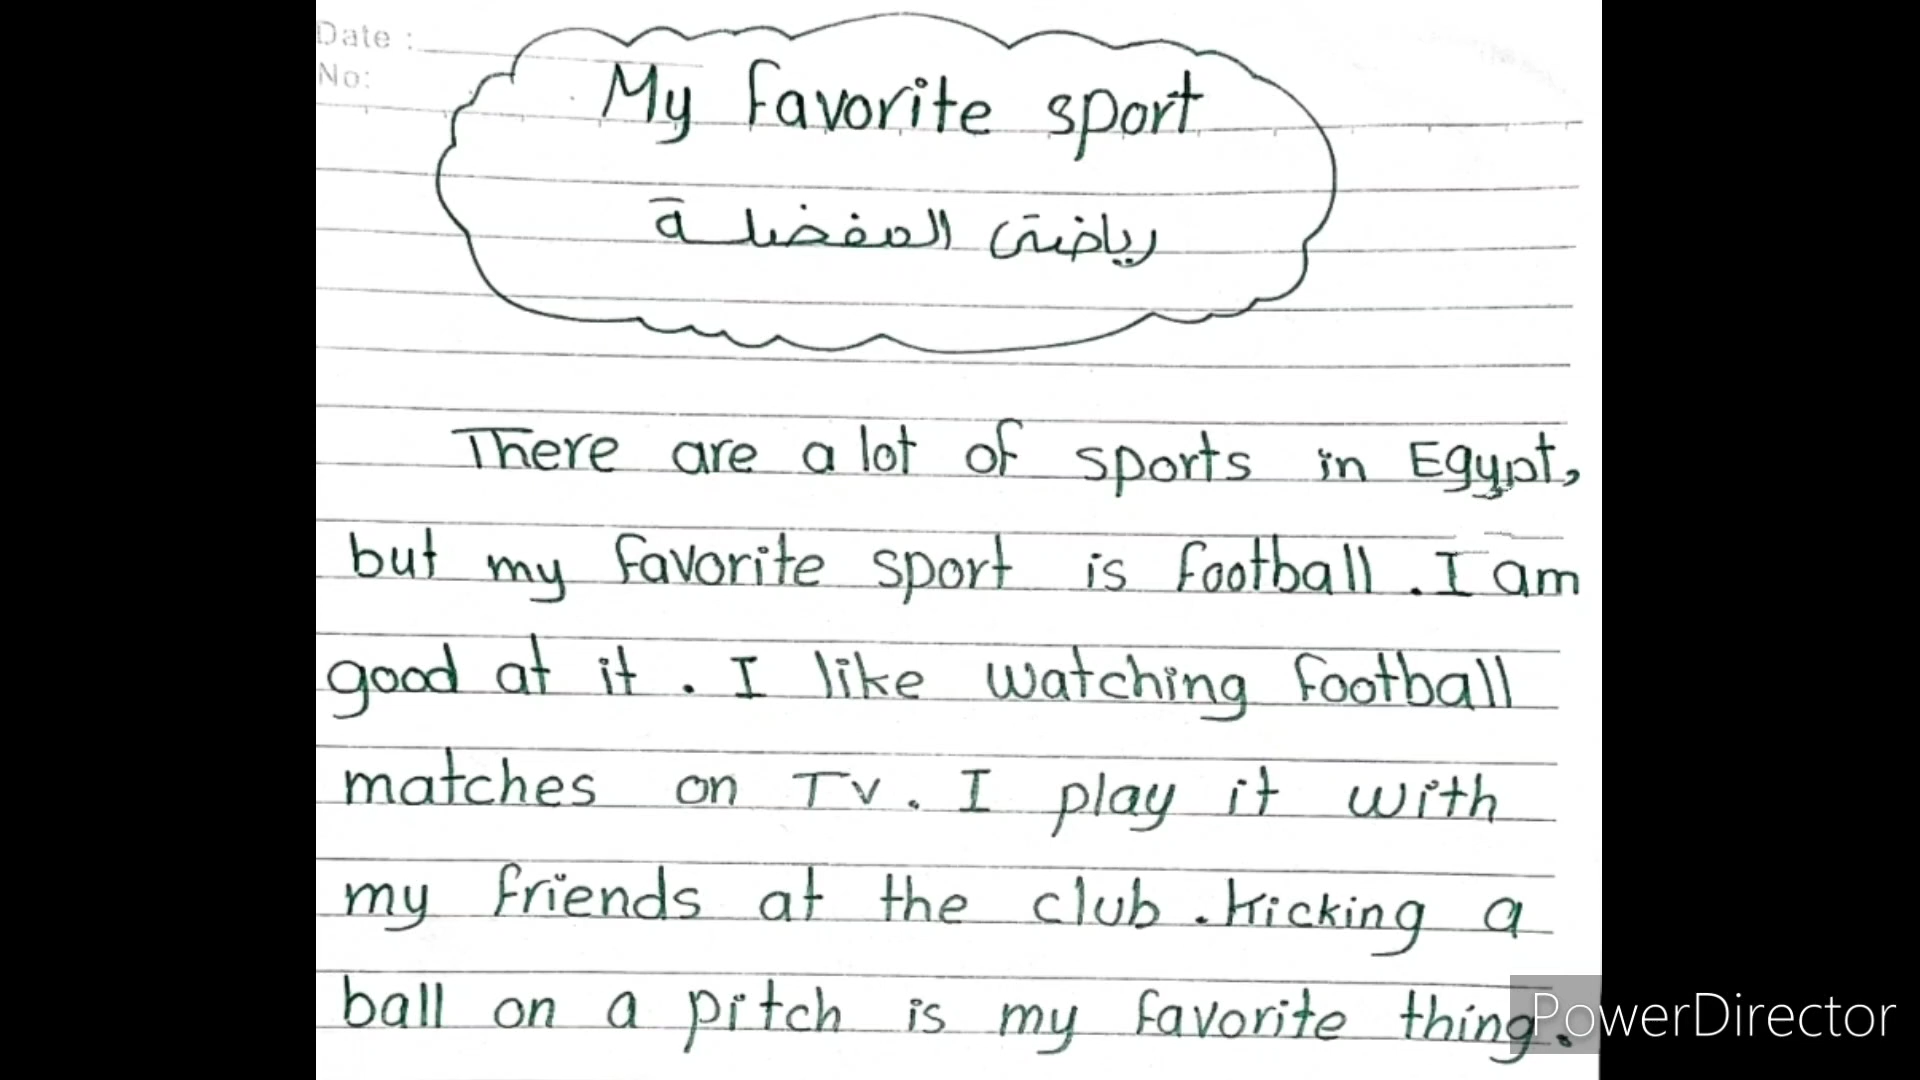 Date :
No:
My favorite sport
رياضتى المفضلة
There are a lot of sports in Egypt,
but my favorite sport is football. I am
good at it. I like watching football
matches on TV. I play it with
my friends at the club. Kicking a
ball on a pitch is my favorite thing.
PowerDirector